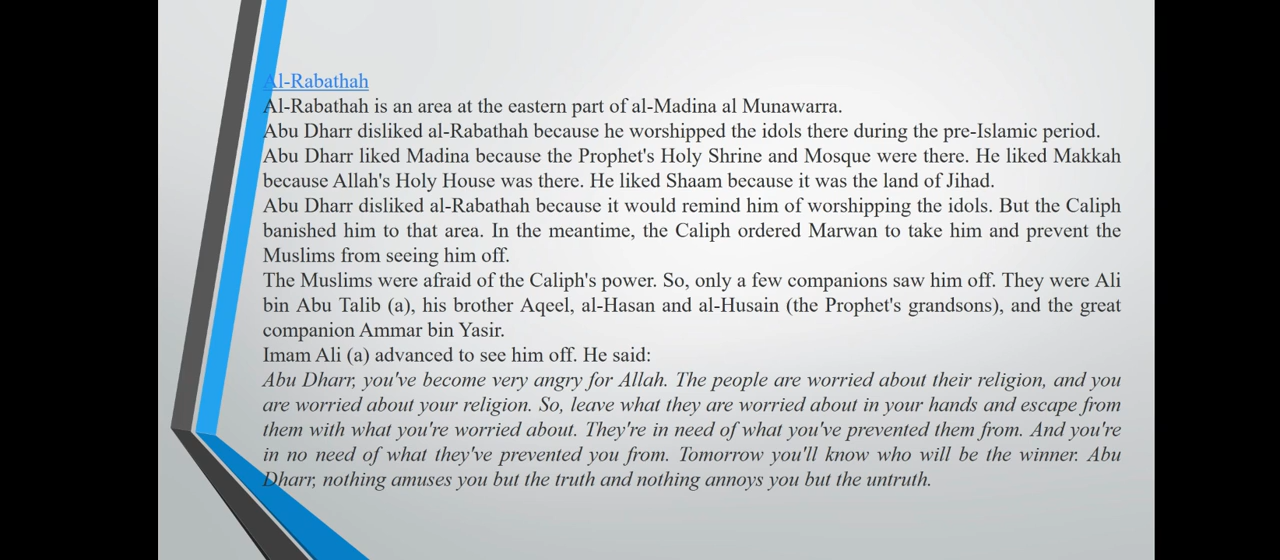 Al-Rabathah
Al-Rabathah is an area at the eastern part of al-Madina al Munawarra.
Abu Dharr disliked al-Rabathah because he worshipped the idols there during the pre-Islamic period.
Abu Dharr liked Madina because the Prophet's Holy Shrine and Mosque were there. He liked Makkah
because Allah's Holy House was there. He liked Shaam because it was the land of Jihad.
Abu Dharr disliked al-Rabathah because it would remind him of worshipping the idols. But the Caliph
banished him to that area. In the meantime, the Caliph ordered Marwan to take him and prevent the
Muslims from seeing him off.
The Muslims were afraid of the Caliph's power. So, only a few companions saw him off. They were Ali
bin Abu Talib (a), his brother Aqeel, al-Hasan and al-Husain (the Prophet's grandsons), and the great
companion Ammar bin Yasir.
Imam Ali (a) advanced to see him off. He said:
Abu Dharr, you've become very angry for Allah. The people are worried about their religion, and you
are worried about your religion. So, leave what they are worried about in your hands and escape from
them with what you're worried about. They're in need of what you've prevented them from. And you're
in no need of what they've prevented you from. Tomorrow you'll know who will be the winner. Abu
Dharr, nothing amuses you but the truth and nothing annoys you but the untruth.